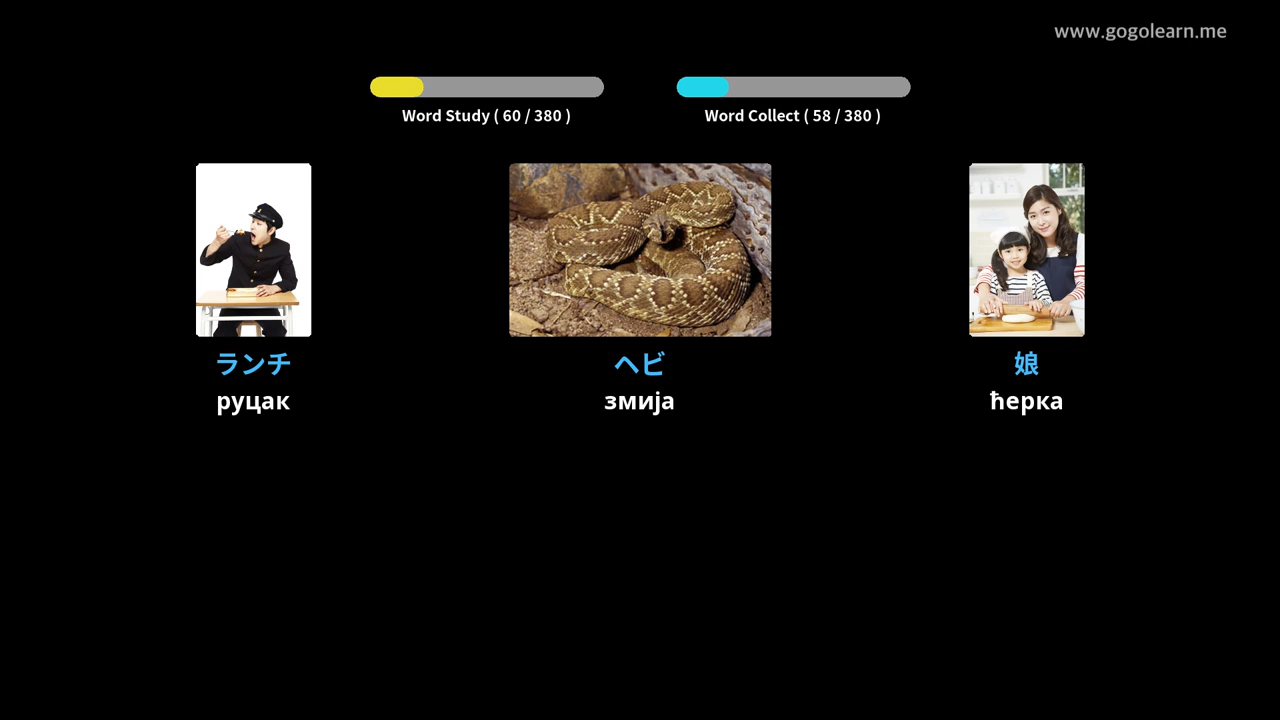 www.gogolearn.me
Word Study ( 60 / 380 )
Word Collect ( 58 / 380 )
ランチ
ручак
ヘビ
змија
娘
ћерка